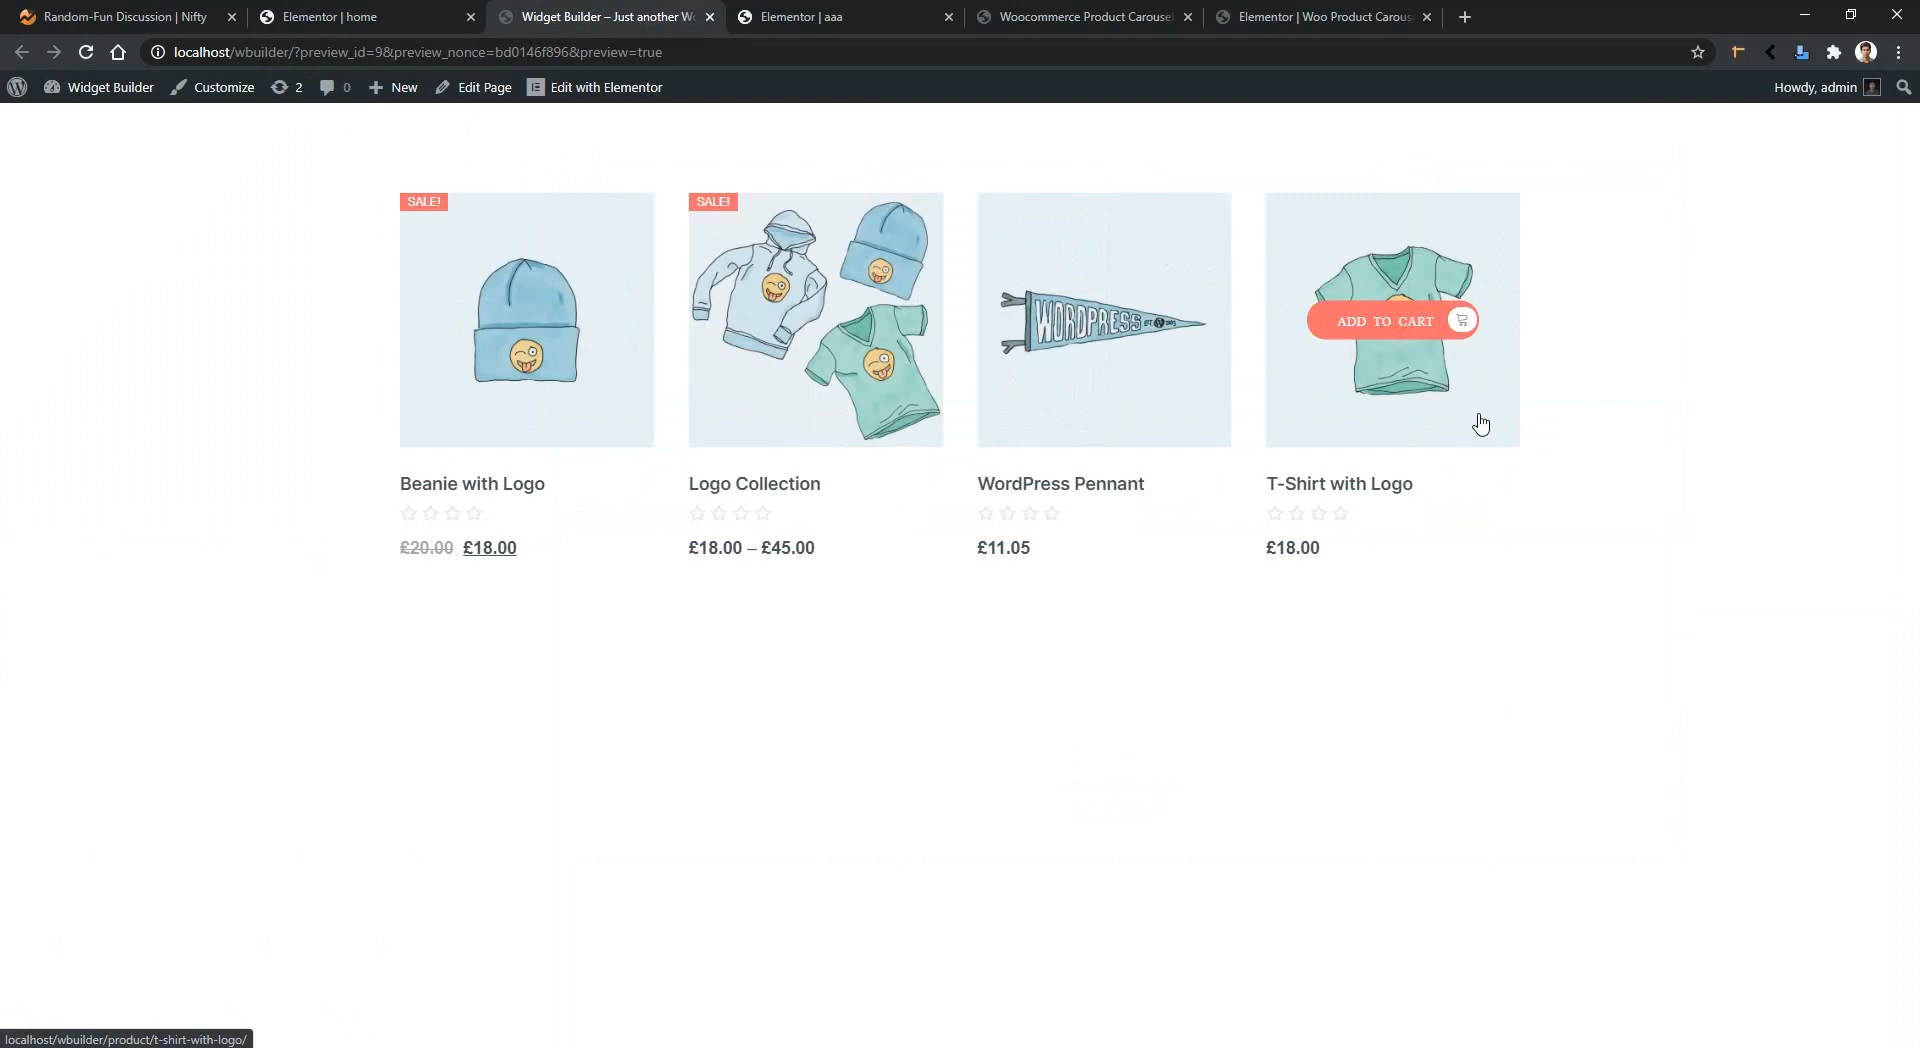 Random-Fun Discussion | Nifty
Elementor | home
Widget Builder – Just another Wo
Elementor | aaa
Woocommerce Product Carouse
Elementor | Woo Product Carous
localhost/wbuilder/?preview_id=9&preview_nonce=bd0146f896&preview=true
Widget Builder
Customize
2
0
New
Edit Page
Edit with Elementor
Howdy, admin
SALE!
SALE!
WORDPRESS
ADD TO CART
Beanie with Logo
Logo Collection
WordPress Pennant
T-Shirt with Logo
£20.00 £18.00
£18.00 – £45.00
£11.05
£18.00
localhost/wbuilder/product/t-shirt-with-logo/